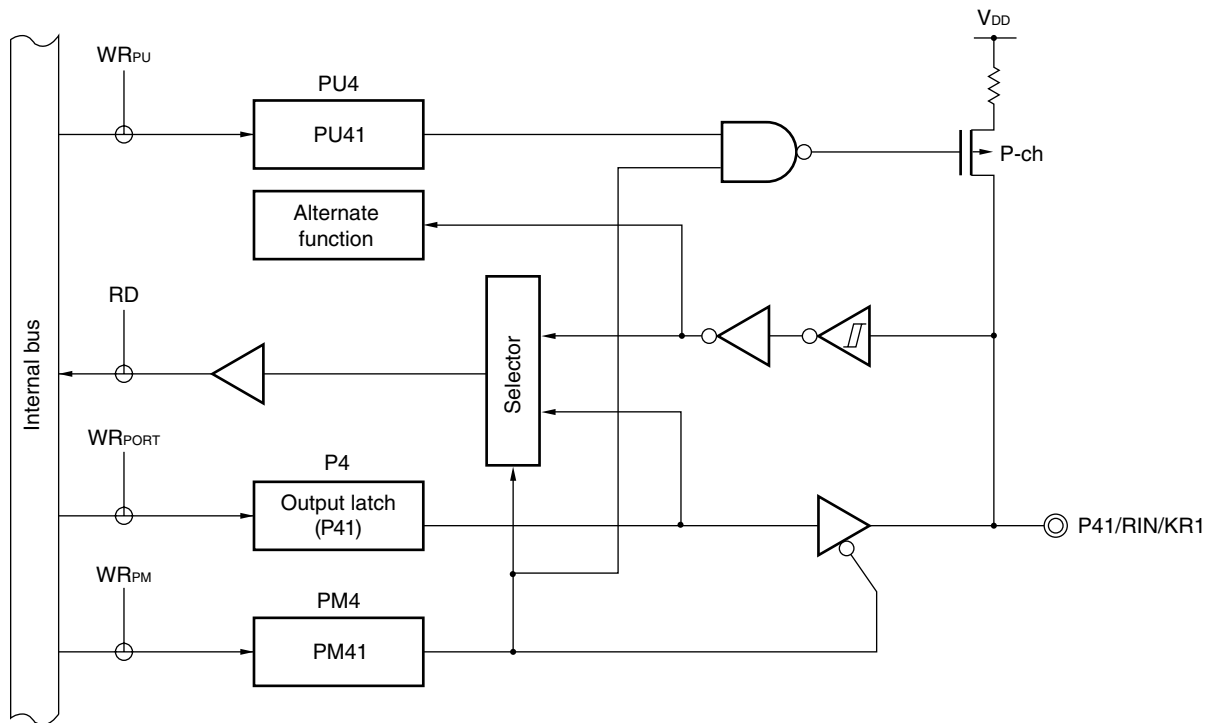 VDD
WRPU
PU4
PU41
P-ch
Alternate
function
RD
Selector
Internal bus
WRPORT
P4
Output latch
(P41)
P41/RIN/KR1
WRPM
PM4
PM41